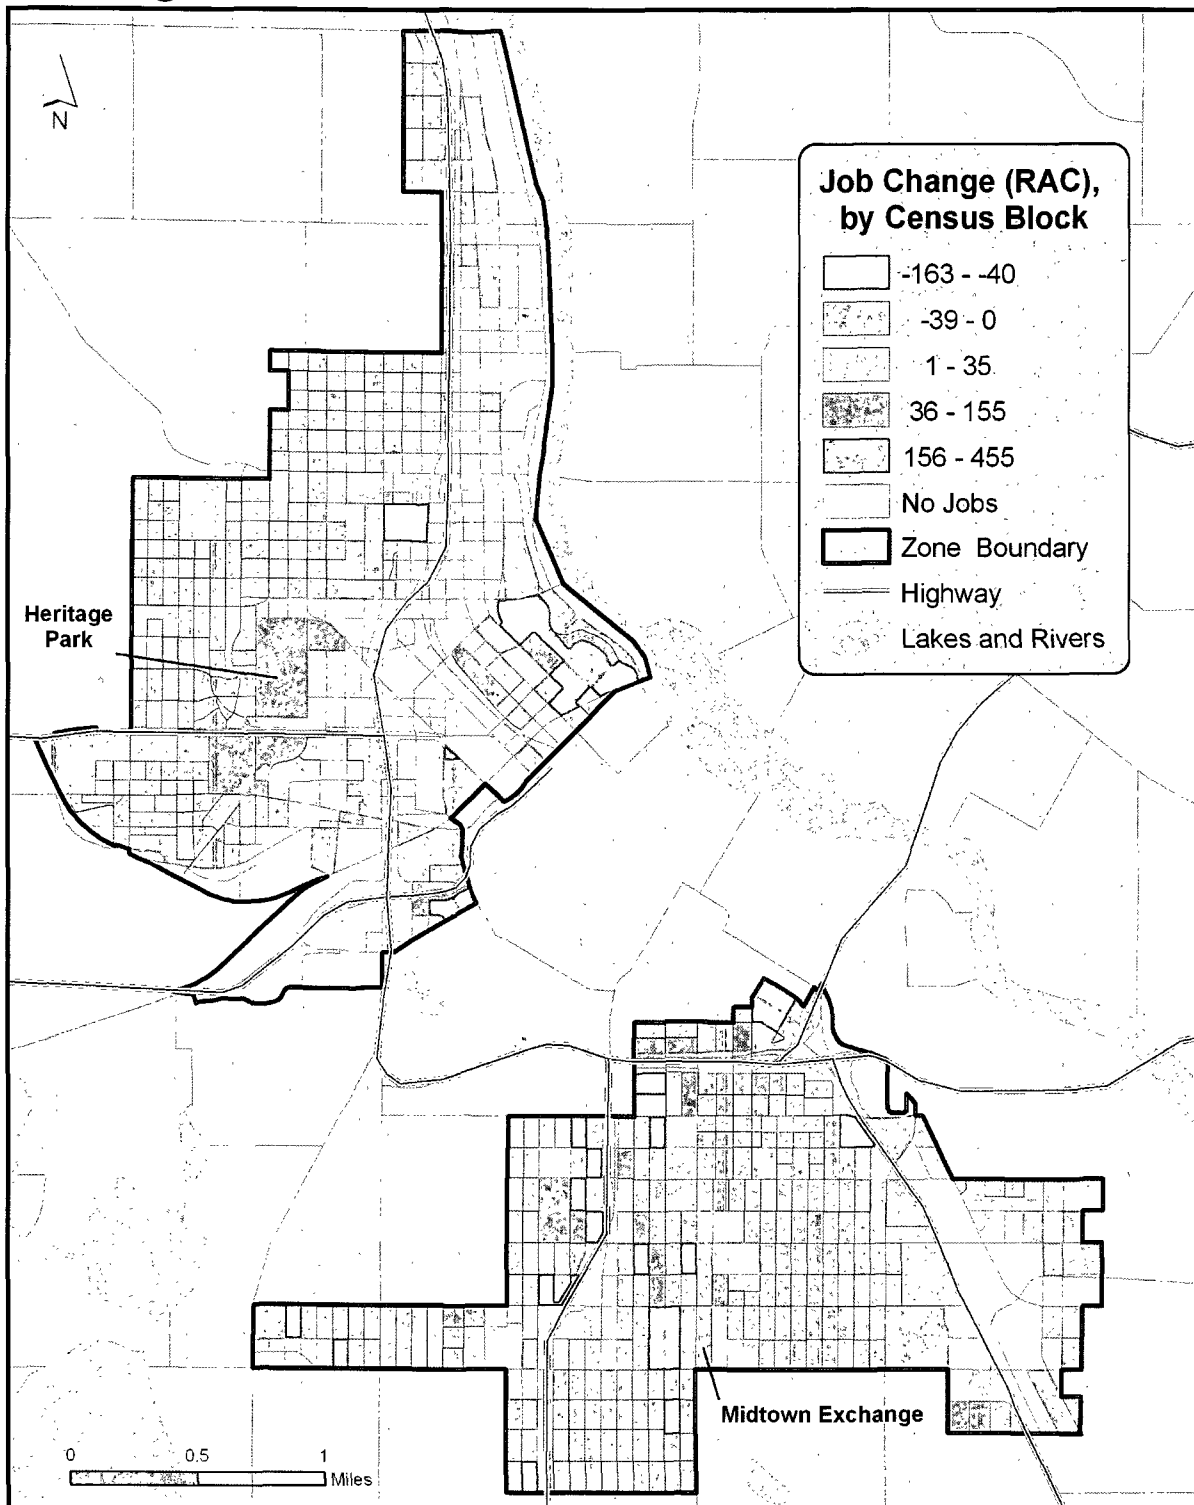 N
Job Change (RAC),
by Census Block
-163 - -40
-39 - 0
1 - 35
36 - 155
156 - 455
No Jobs
Zone Boundary
Highway
Lakes and Rivers
Heritage
Park
Midtown Exchange
0 0.5 1
Miles